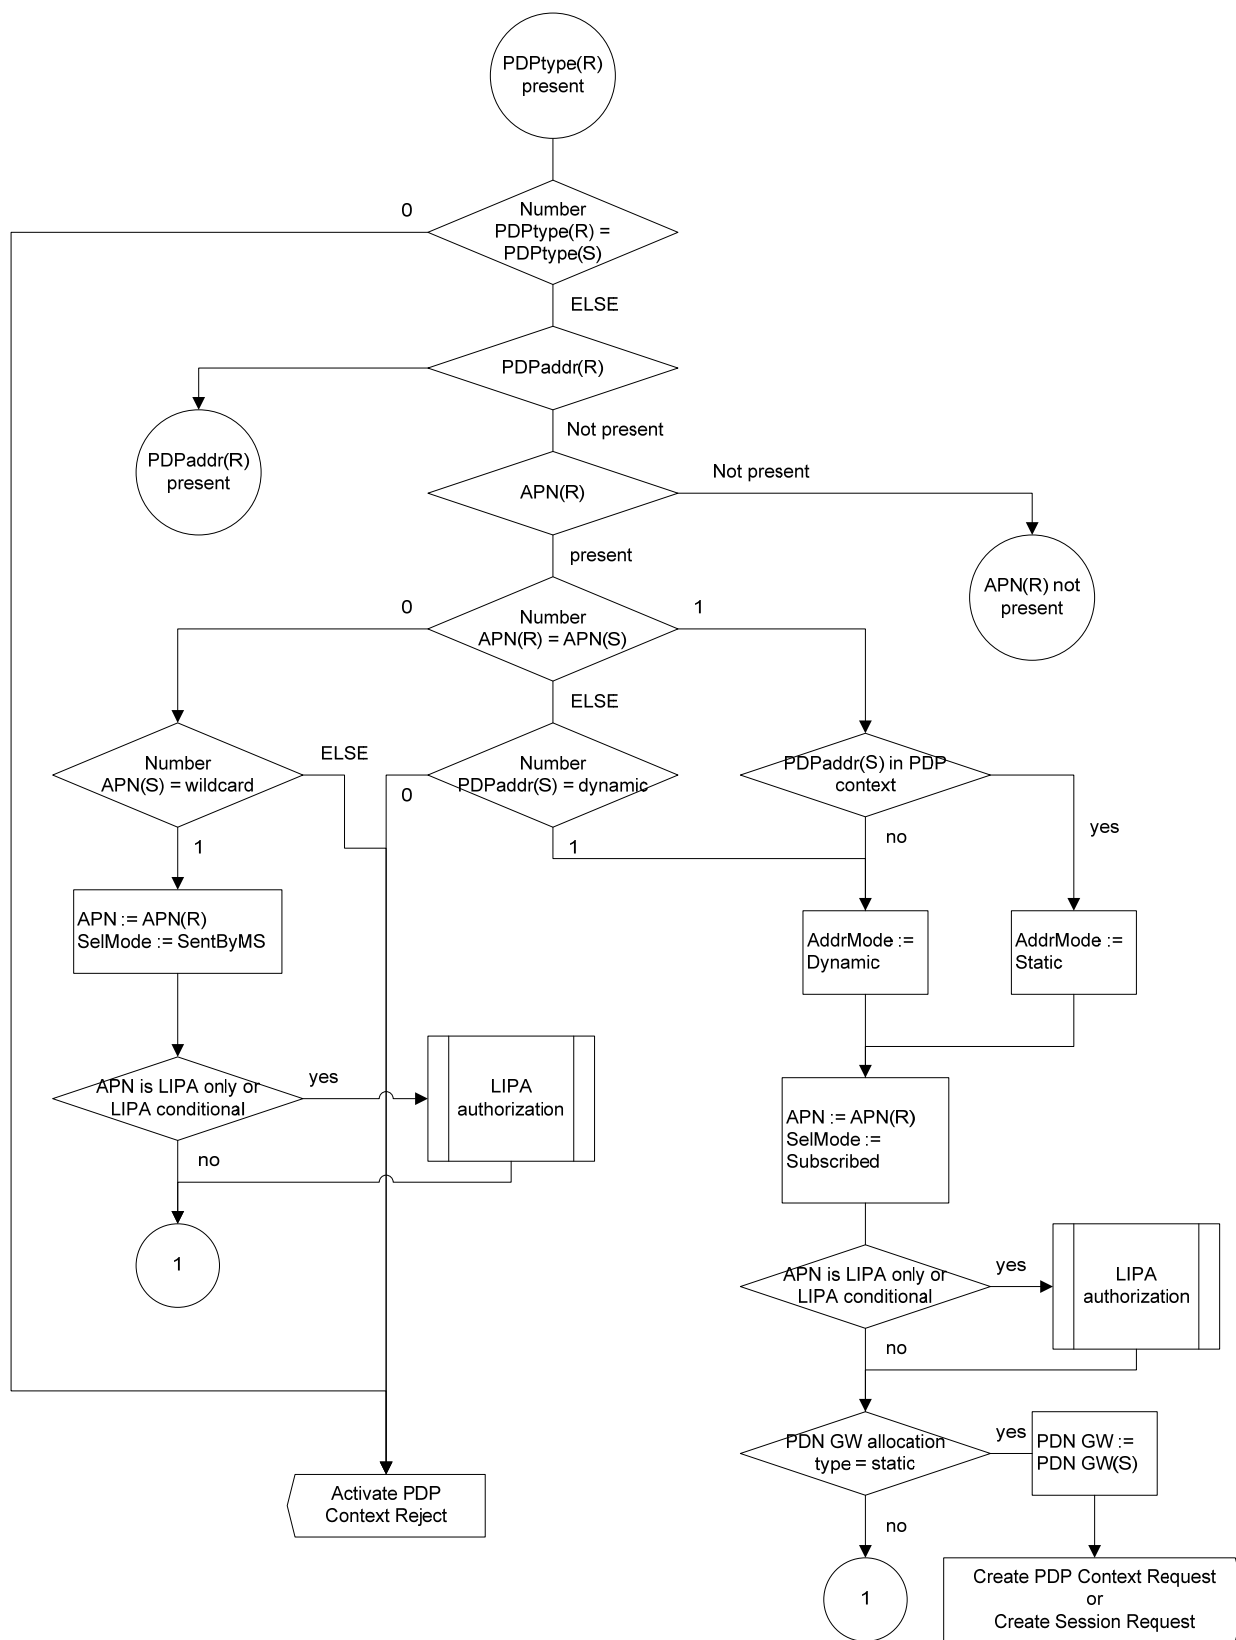 PDPtype(R)
present
0
Number
PDPtype(R) =
PDPtype(S)
ELSE
PDPaddr(R)
Not present
PDPaddr(R)
present
APN(R)
Not present
present
APN(R) not
present
0
Number
APN(R) = APN(S)
1
ELSE
Number
APN(S) = wildcard
ELSE
Number
PDPaddr(S) = dynamic
0
PDPaddr(S) in PDP
context
1
1
no
yes
APN := APN(R)
SelMode := SentByMS
AddrMode :=
Dynamic
AddrMode :=
Static
APN is LIPA only or
LIPA conditional
yes
LIPA
authorization
no
APN := APN(R)
SelMode :=
Subscribed
1
APN is LIPA only or
LIPA conditional
yes
LIPA
authorization
no
PDN GW allocation
type = static
yes
PDN GW :=
PDN GW(S)
Activate PDP
Context Reject
no
1
Create PDP Context Request
or
Create Session Request